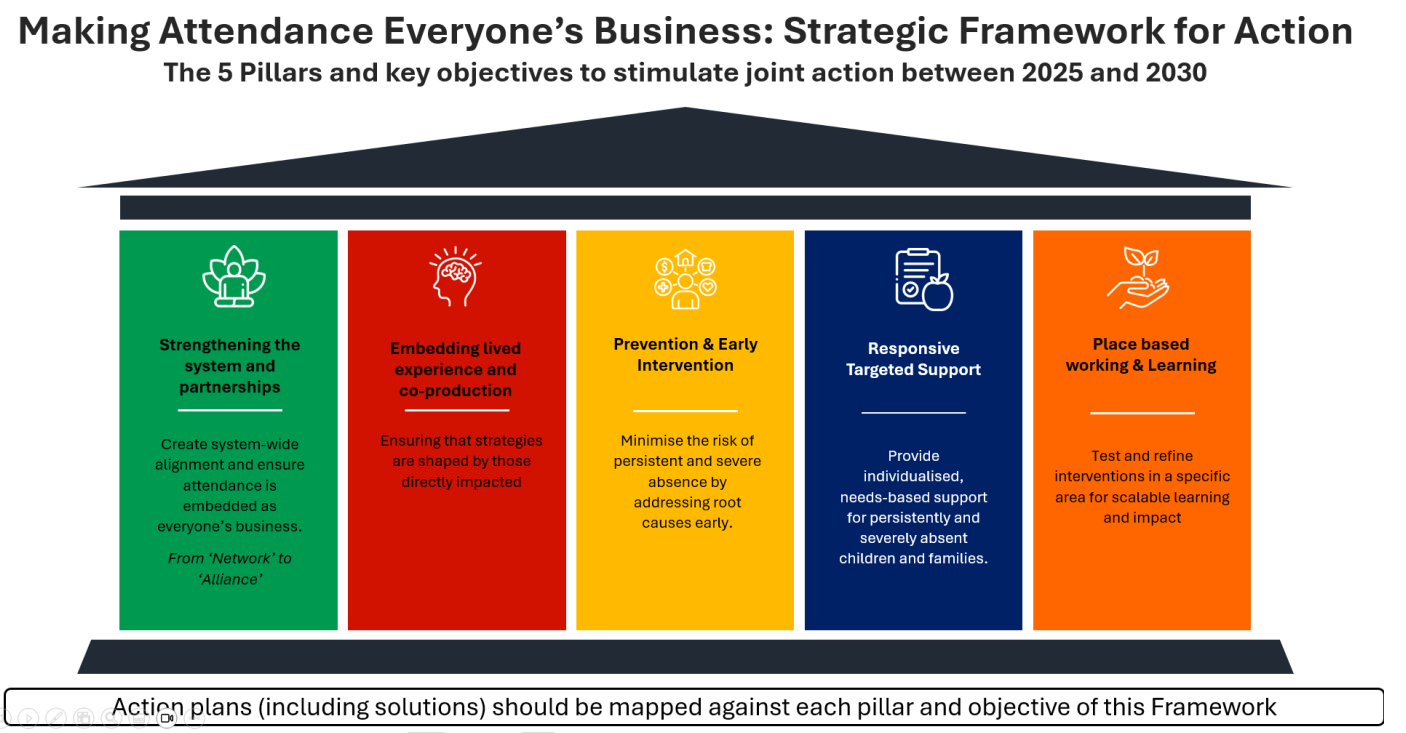 Making Attendance Everyone’s Business: Strategic Framework for Action
The 5 Pillars and key objectives to stimulate joint action between 2025 and 2030
Strengthening the
system and
partnerships
Create system-wide
alignment and ensure
attendance is
embedded as
everyone’s business.
From ‘Network’ to
‘Alliance’
Embedding lived
experience and
co-production
Ensuring that strategies
are shaped by those
directly impacted
Prevention & Early
Intervention
Minimise the risk of
persistent and severe
absence by
addressing root
causes early.
Responsive
Targeted Support
Provide
individualised,
needs-based support
for persistently and
severely absent
children and families.
Place based
working & Learning
Test and refine
interventions in a specific
area for scalable learning
and impact
Action plans (including solutions) should be mapped against each pillar and objective of this Framework